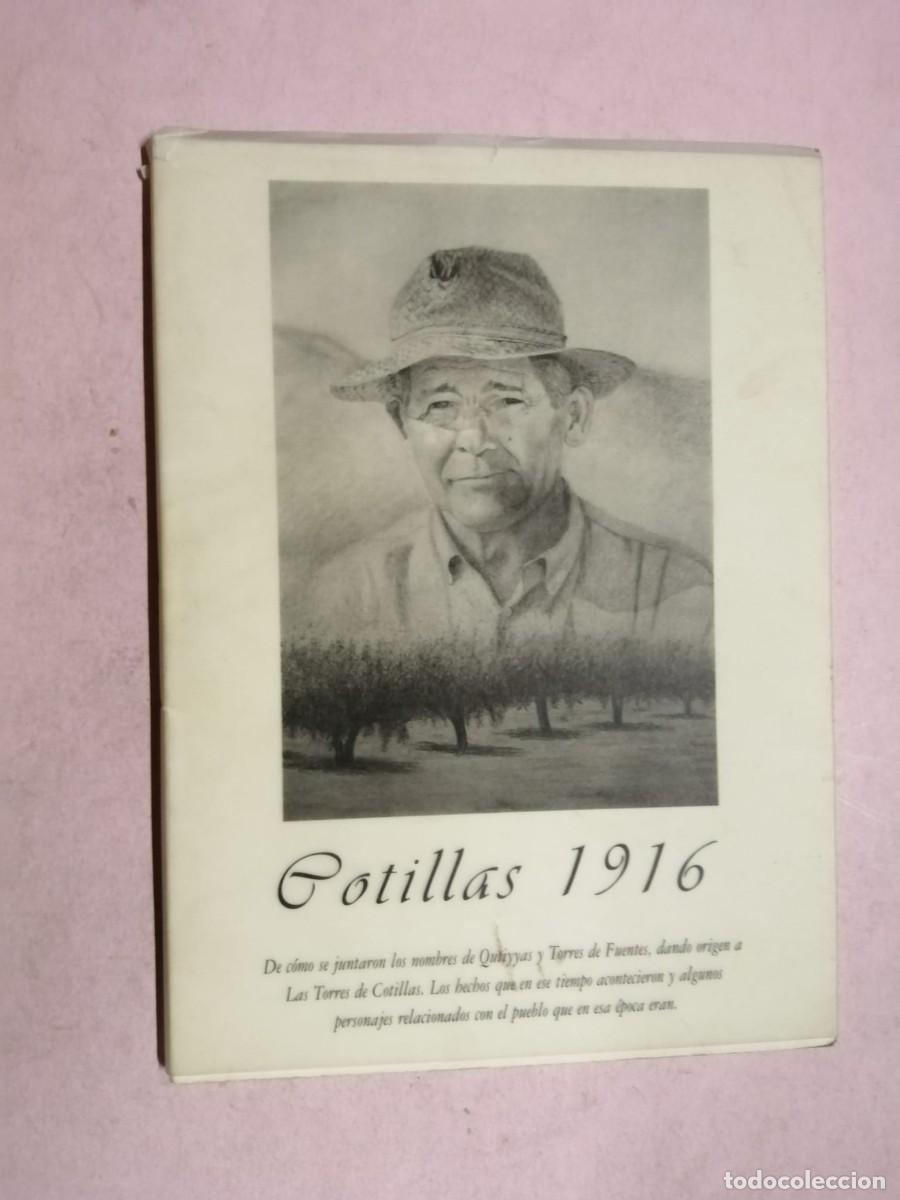 Cotillas 1916
De cómo se juntaron los nombres de Qutiyyas y Torres de Fuentes, dando origen a
Las Torres de Cotillas. Los hechos que en ese tiempo acontecieron y algunos
personajes relacionados con el pueblo que en esa época eran.
todocoleccion